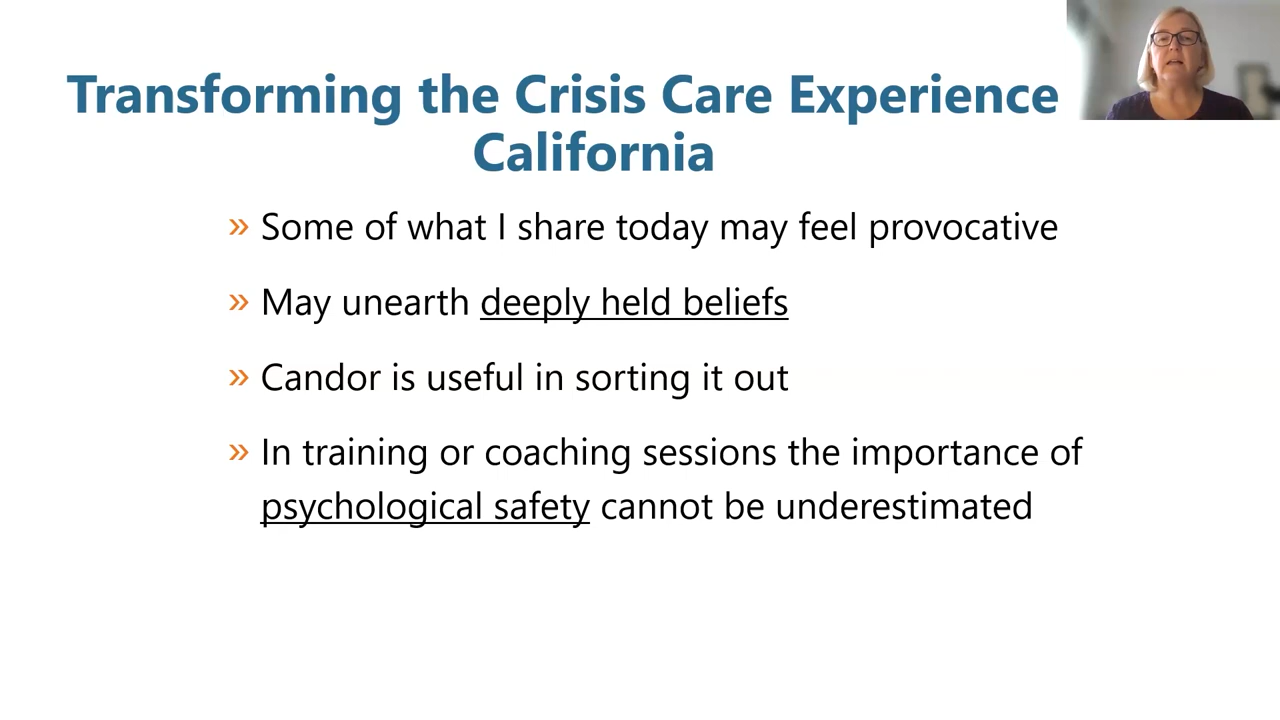 Transforming the Crisis Care Experience
California
» Some of what I share today may feel provocative
» May unearth deeply held beliefs
» Candor is useful in sorting it out
» In training or coaching sessions the importance of
psychological safety cannot be underestimated